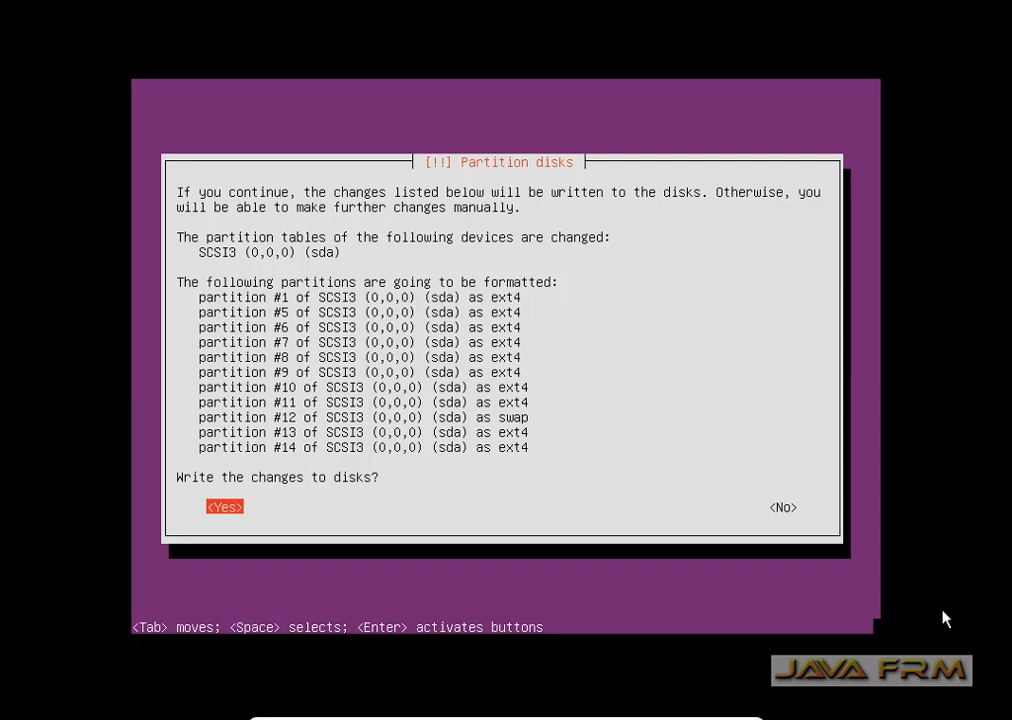 [!!] Partition disks
If you continue, the changes listed below will be written to the disks. Otherwise, you
will be able to make further changes manually.
The partition tables of the following devices are changed:
SCSI3 (0,0,0) (sda)
The following partitions are going to be formatted:
partition #1 of SCSI3 (0,0,0) (sda) as ext4
partition #5 of SCSI3 (0,0,0) (sda) as ext4
partition #6 of SCSI3 (0,0,0) (sda) as ext4
partition #7 of SCSI3 (0,0,0) (sda) as ext4
partition #8 of SCSI3 (0,0,0) (sda) as ext4
partition #9 of SCSI3 (0,0,0) (sda) as ext4
partition #10 of SCSI3 (0,0,0) (sda) as ext4
partition #11 of SCSI3 (0,0,0) (sda) as ext4
partition #12 of SCSI3 (0,0,0) (sda) as swap
partition #13 of SCSI3 (0,0,0) (sda) as ext4
partition #14 of SCSI3 (0,0,0) (sda) as ext4
Write the changes to disks?
<Yes> <No>
<Tab> moves; <Space> selects; <Enter> activates buttons
JAVA FRM